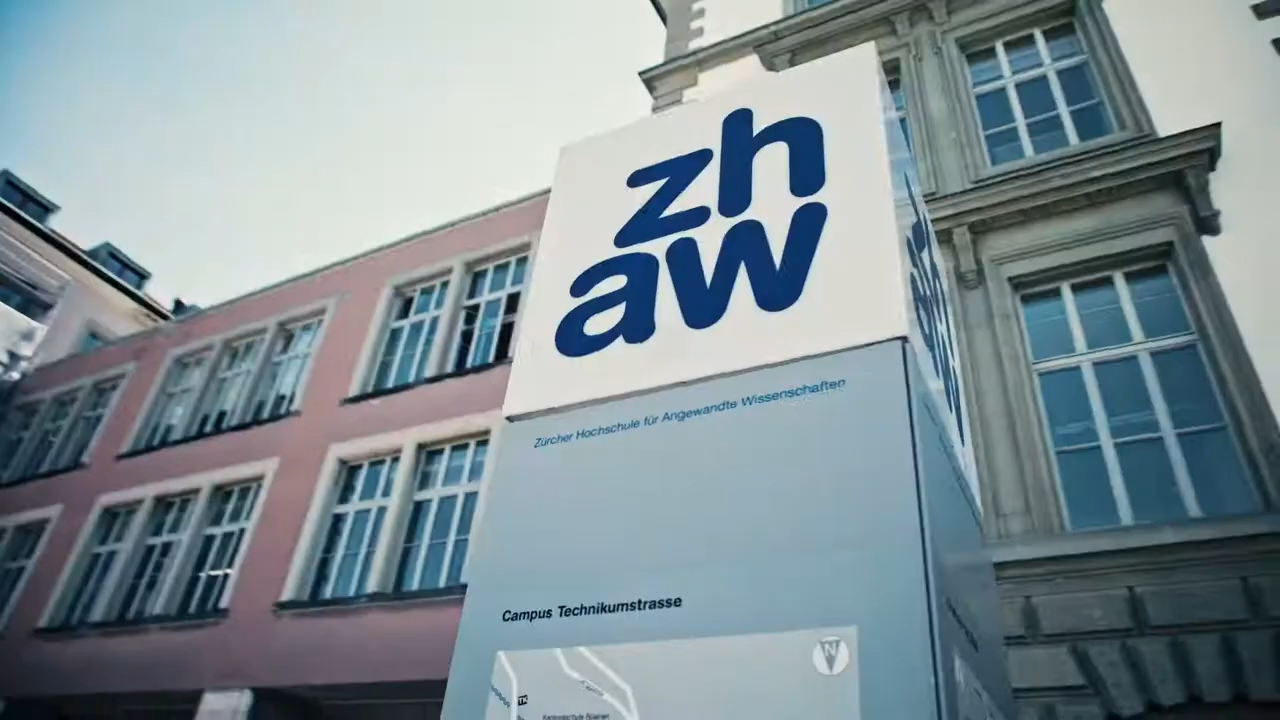 zh
aw
Zürcher Hochschule für Angewandte Wissenschaften
Campus Technikumstrasse
N